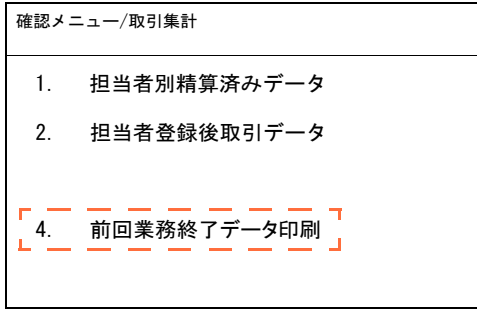 確認メニュー/取引集計
1. 担当者別精算済みデータ
2. 担当者登録後取引データ
4. 前回業務終了データ印刷